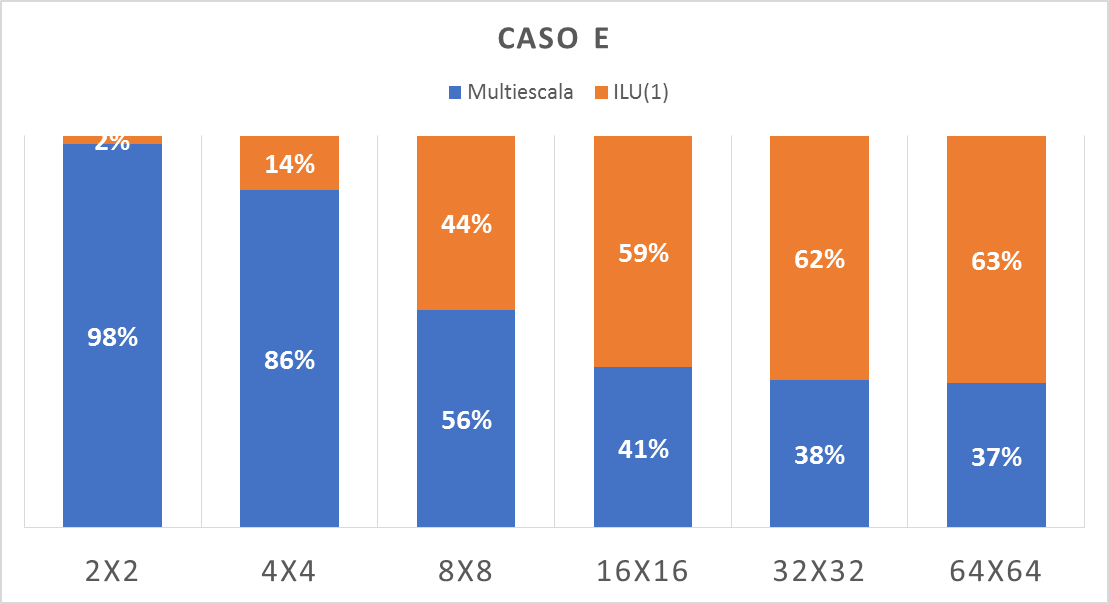 CASO E
Multiescala ILU(1)
2% 14% 44% 59% 62% 63%
98% 86% 56% 41% 38% 37%
2X2 4X4 8X8 16X16 32X32 64X64